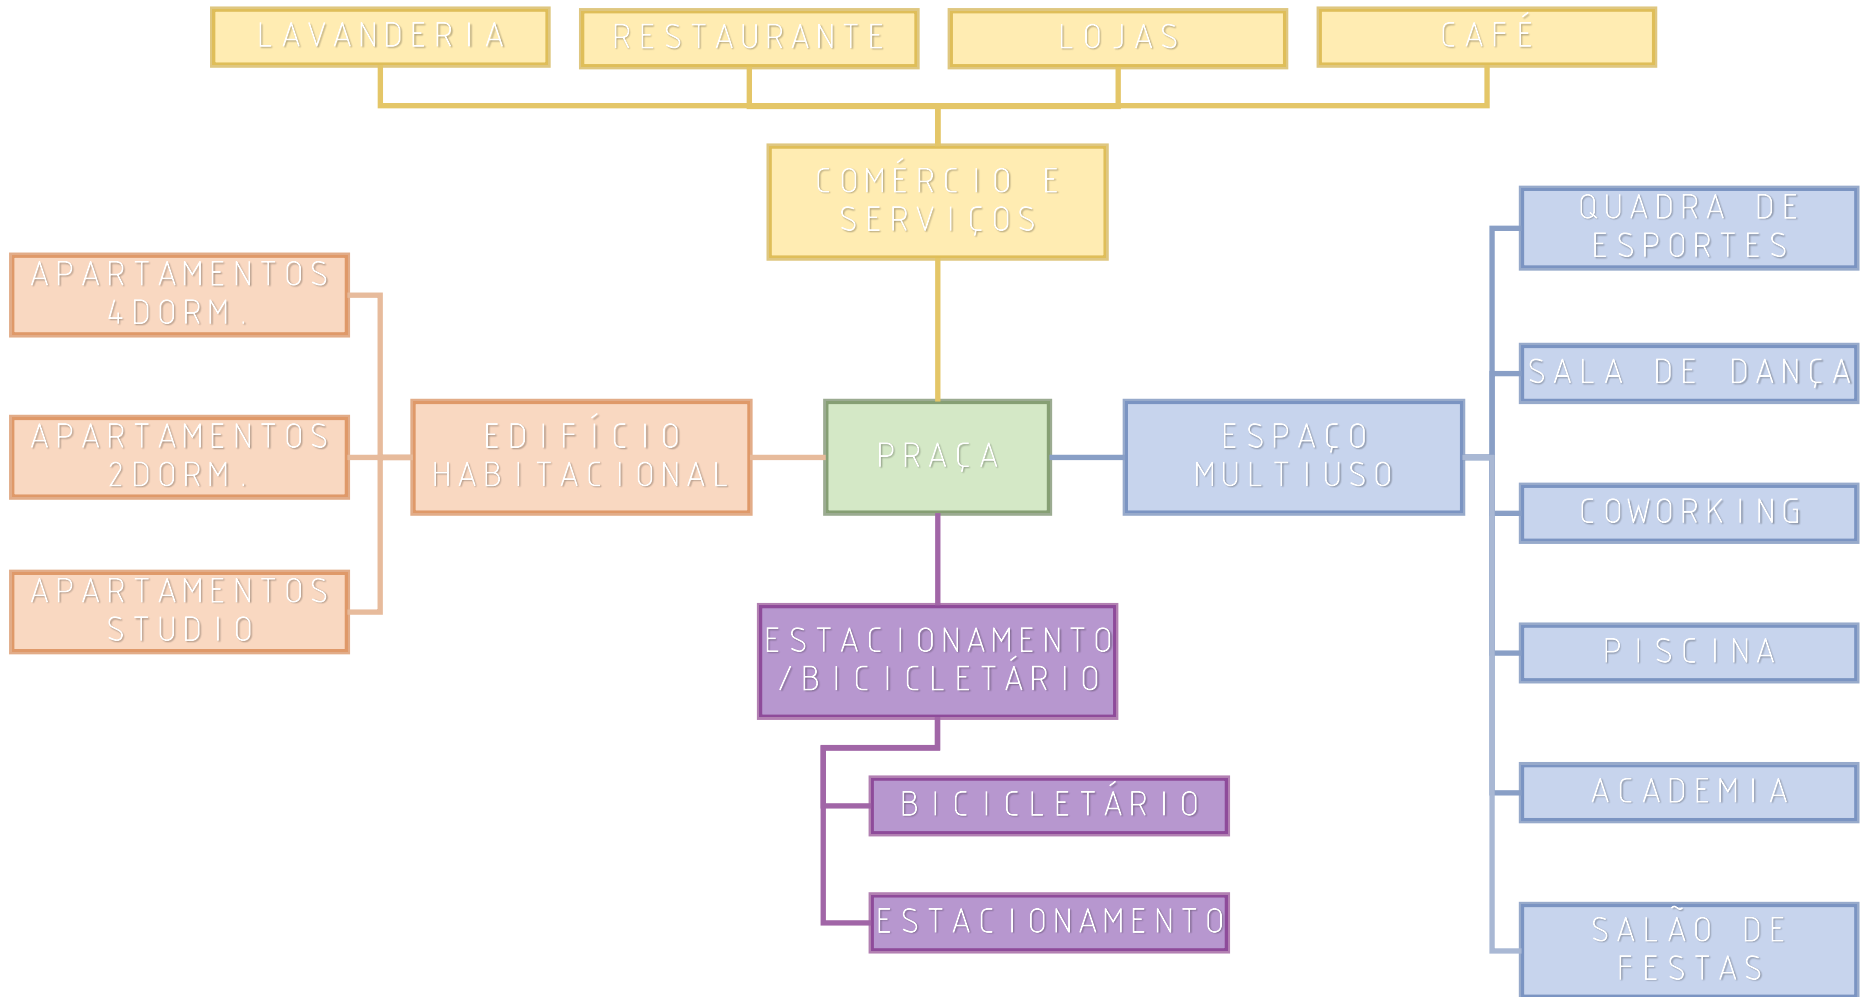 LAVANDERIA
RESTAURANTE
LOJAS
CAFÉ
COMÉRCIO E
SERVIÇOS
APARTAMENTOS
4DORM.
APARTAMENTOS
2DORM.
APARTAMENTOS
STUDIO
EDIFÍCIO
HABITACIONAL
PRAÇA
ESPAÇO
MULTIUSO
QUADRA DE
ESPORTES
SALA DE DANÇA
COWORKING
PISCINA
ACADEMIA
SALÃO DE
FESTAS
ESTACIONAMENTO
/BICICLETÁRIO
BICICLETÁRIO
ESTACIONAMENTO